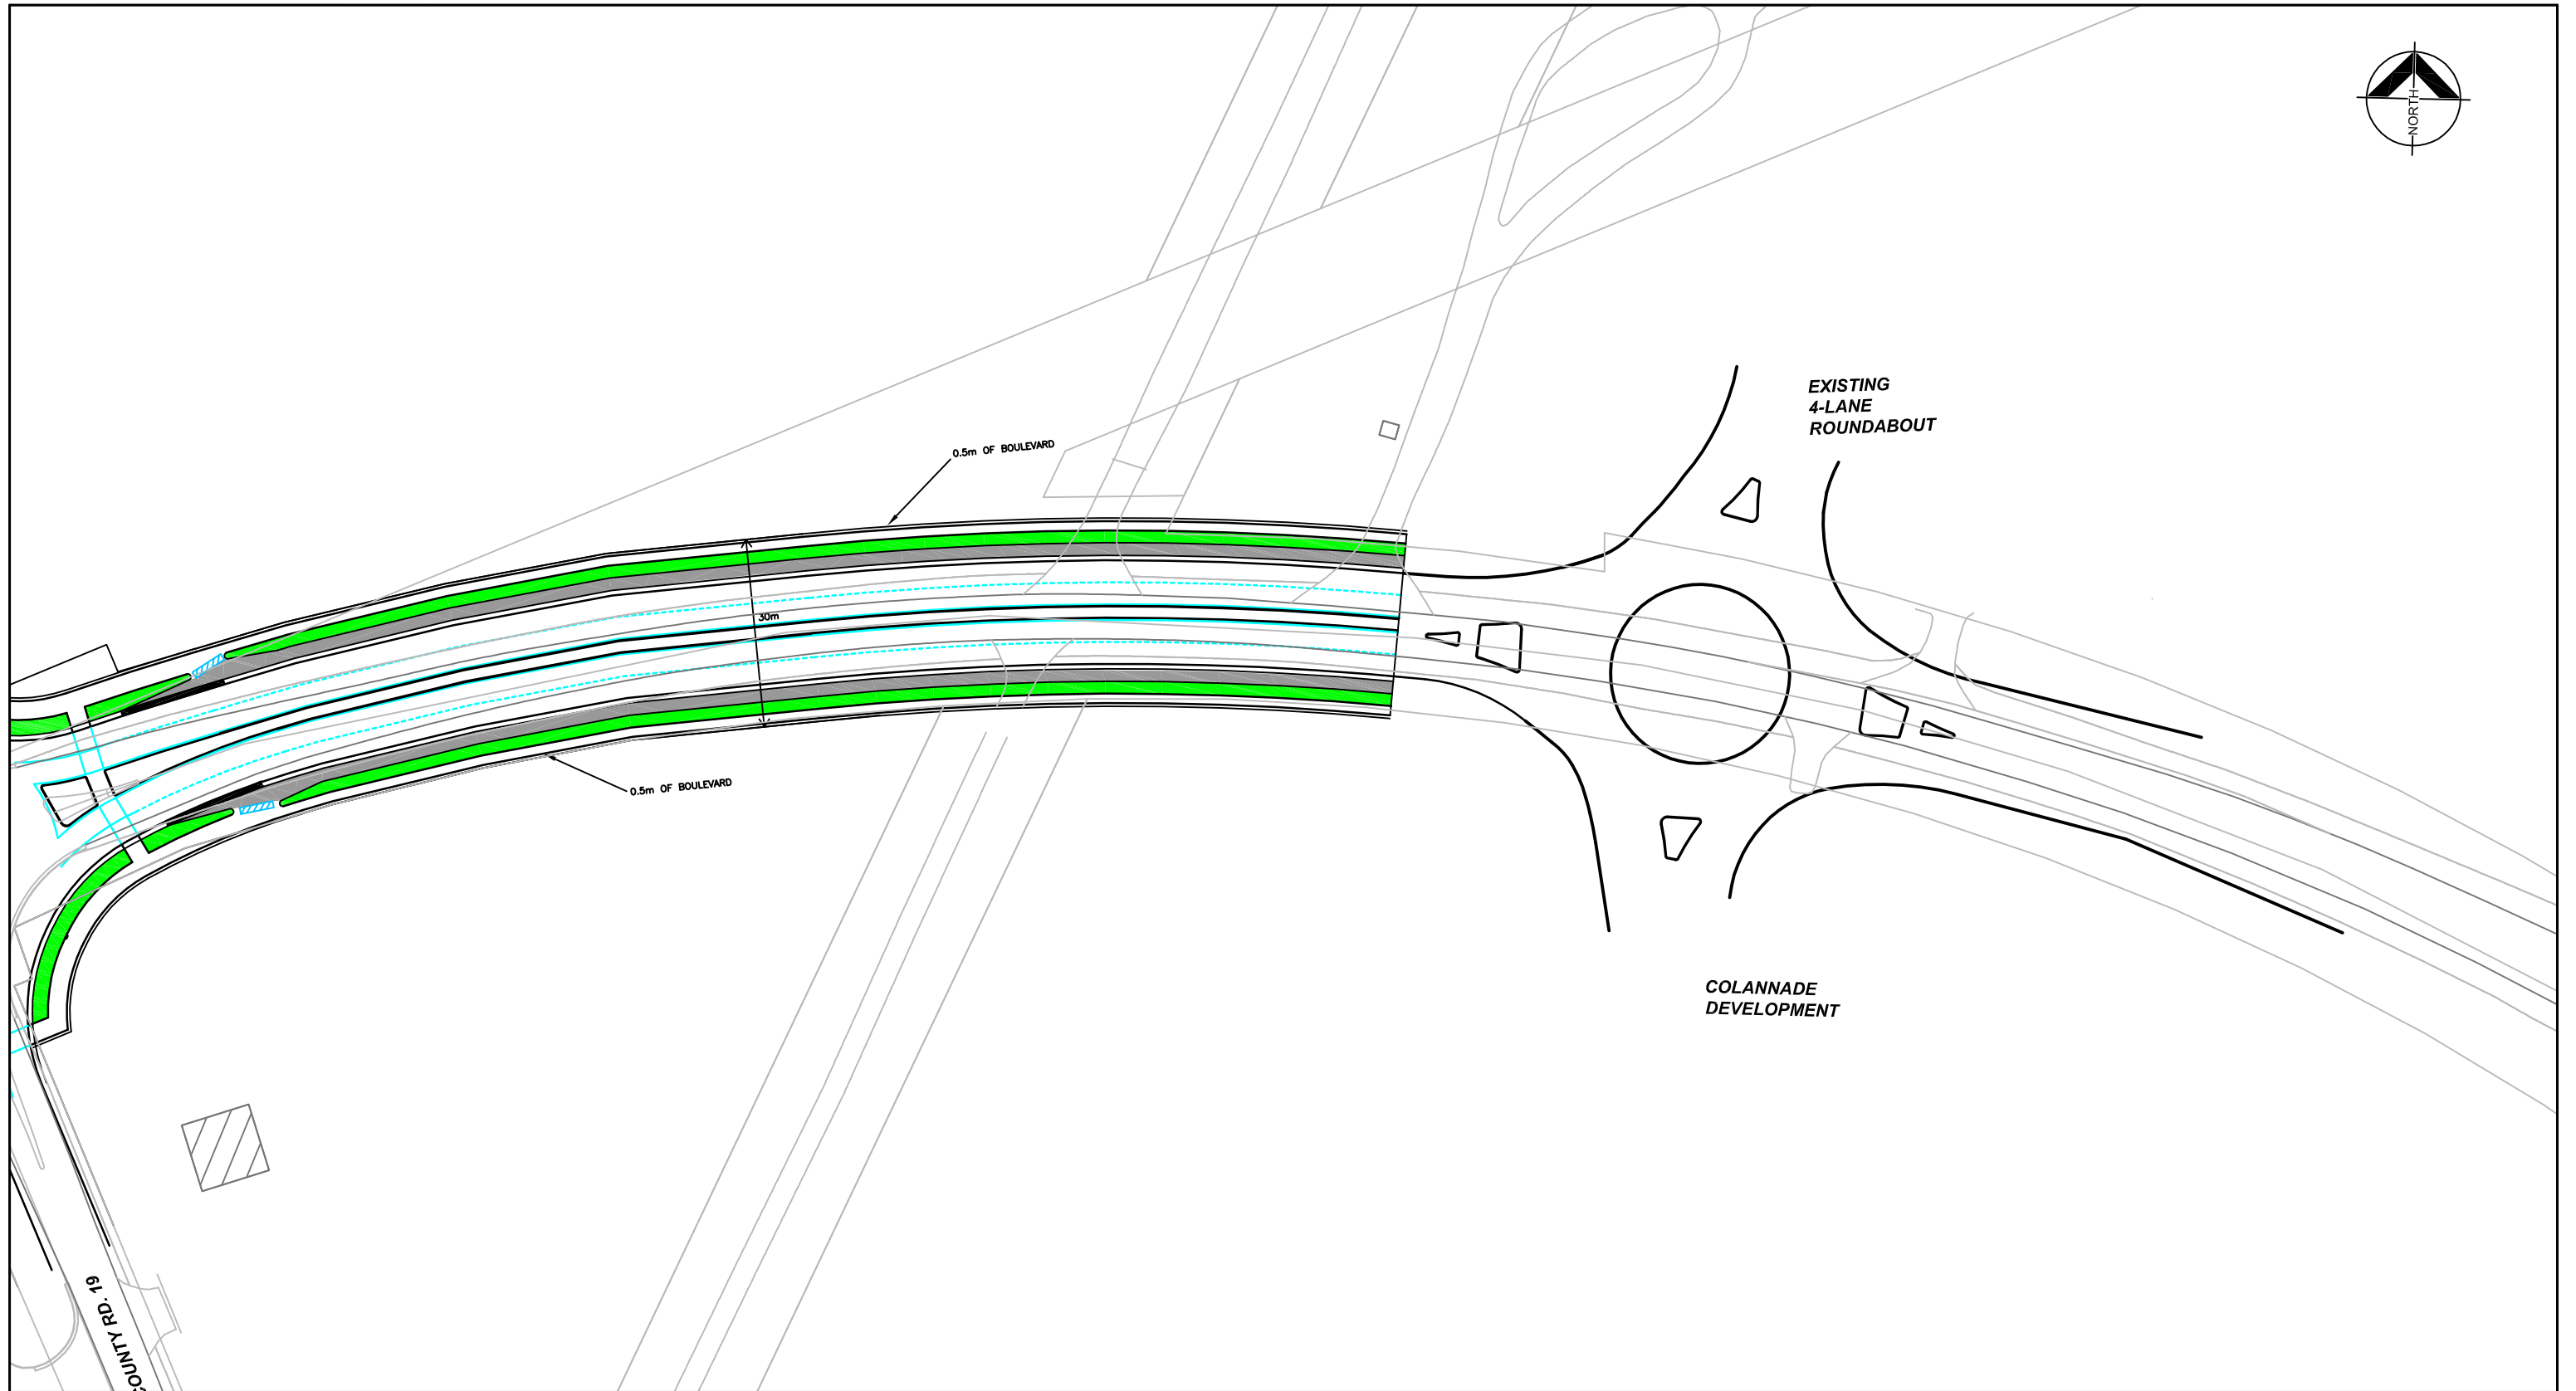 NORTH
EXISTING
4-LANE
ROUNDABOUT
0.5m OF BOULEVARD
30m
0.5m OF BOULEVARD
COLANNADE
DEVELOPMENT
COUNTY RD. 19